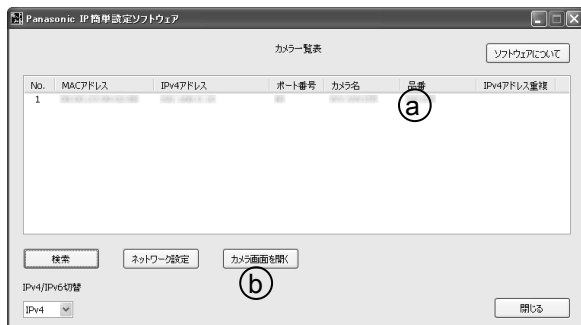 Panasonic IP簡単設定ソフトウェア
カメラ一覧表
ソフトウェアについて
No. MACアドレス IPv4アドレス ポート番号 カメラ名 品番 IPv4アドレス重複
1
a
検索 ネットワーク設定 カメラ画面を開く
b
IPv4/IPv6切替
IPv4 閉じる